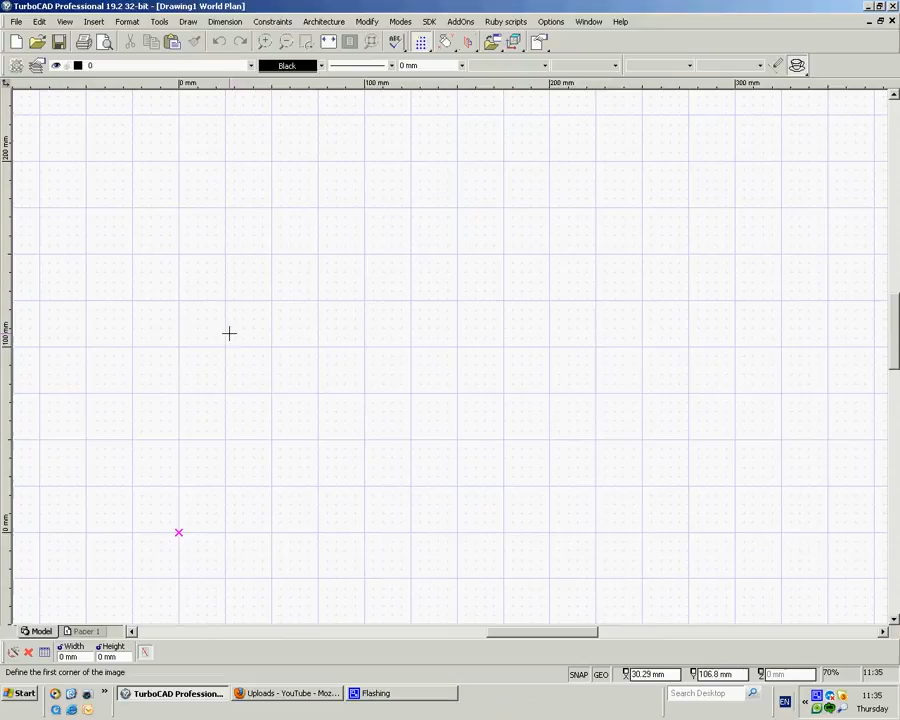 TurboCAD Professional 19.2 32-bit - [Drawing1 World Plan]
File Edit View Insert Format Tools Draw Dimension Constraints Architecture Modify Modes SDK AddOns Ruby scripts Options Window Help
ABC
0 Black 0 mm
0 mm 100 mm 200 mm 300 mm
200 mm
100 mm
0 mm
Model Paper 1
Width Height
0 mm 0 mm
Define the first corner of the image
SNAP GEO X 30.29 mm Y 106.8 mm Z 0 mm 70% 11:35
Start TurboCAD Profession... Uploads - YouTube - Moz... Flashing Search Desktop EN 11:35
Thursday